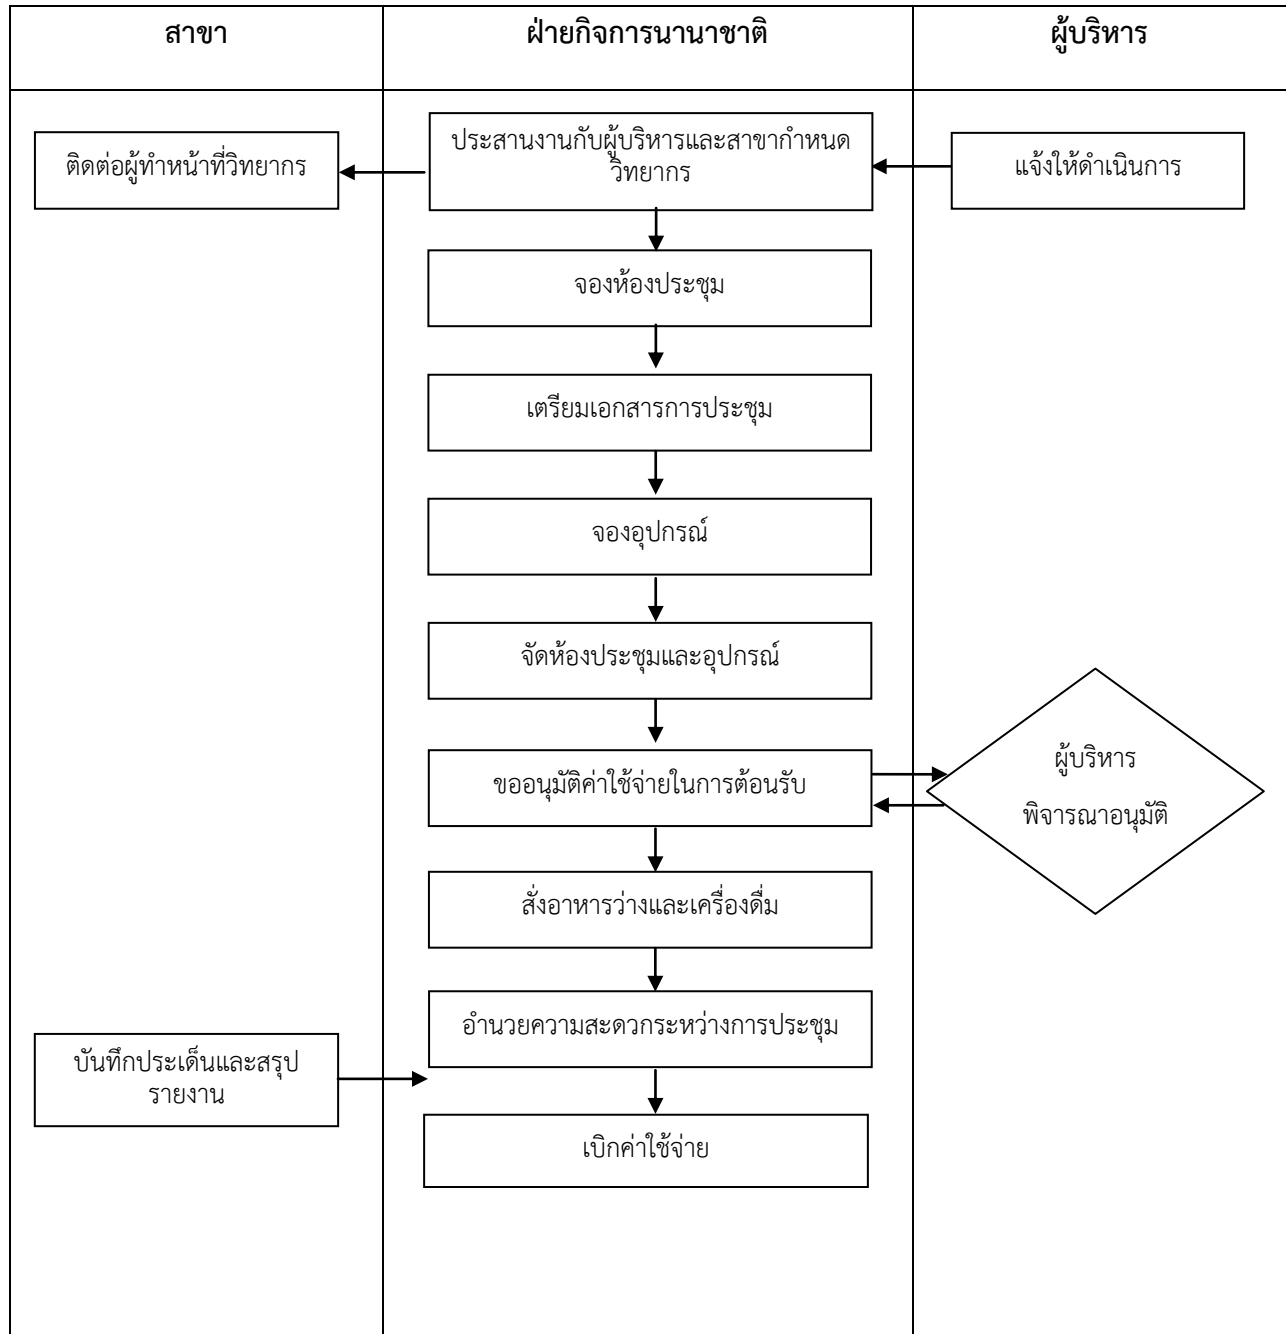 สาขา
ฝ่ายกิจการนานาชาติ
ผู้บริหาร
ติดต่อผู้ทำหน้าที่วิทยากร
ประสานงานกับผู้บริหารและสาขากำหนด
วิทยากร
แจ้งให้ดำเนินการ
จองห้องประชุม
เตรียมเอกสารการประชุม
จองอุปกรณ์
จัดห้องประชุมและอุปกรณ์
ขออนุมัติค่าใช้จ่ายในการต้อนรับ
ผู้บริหาร
พิจารณาอนุมัติ
สั่งอาหารว่างและเครื่องดื่ม
อำนวยความสะดวกระหว่างการประชุม
บันทึกประเด็นและสรุป
รายงาน
เบิกค่าใช้จ่าย